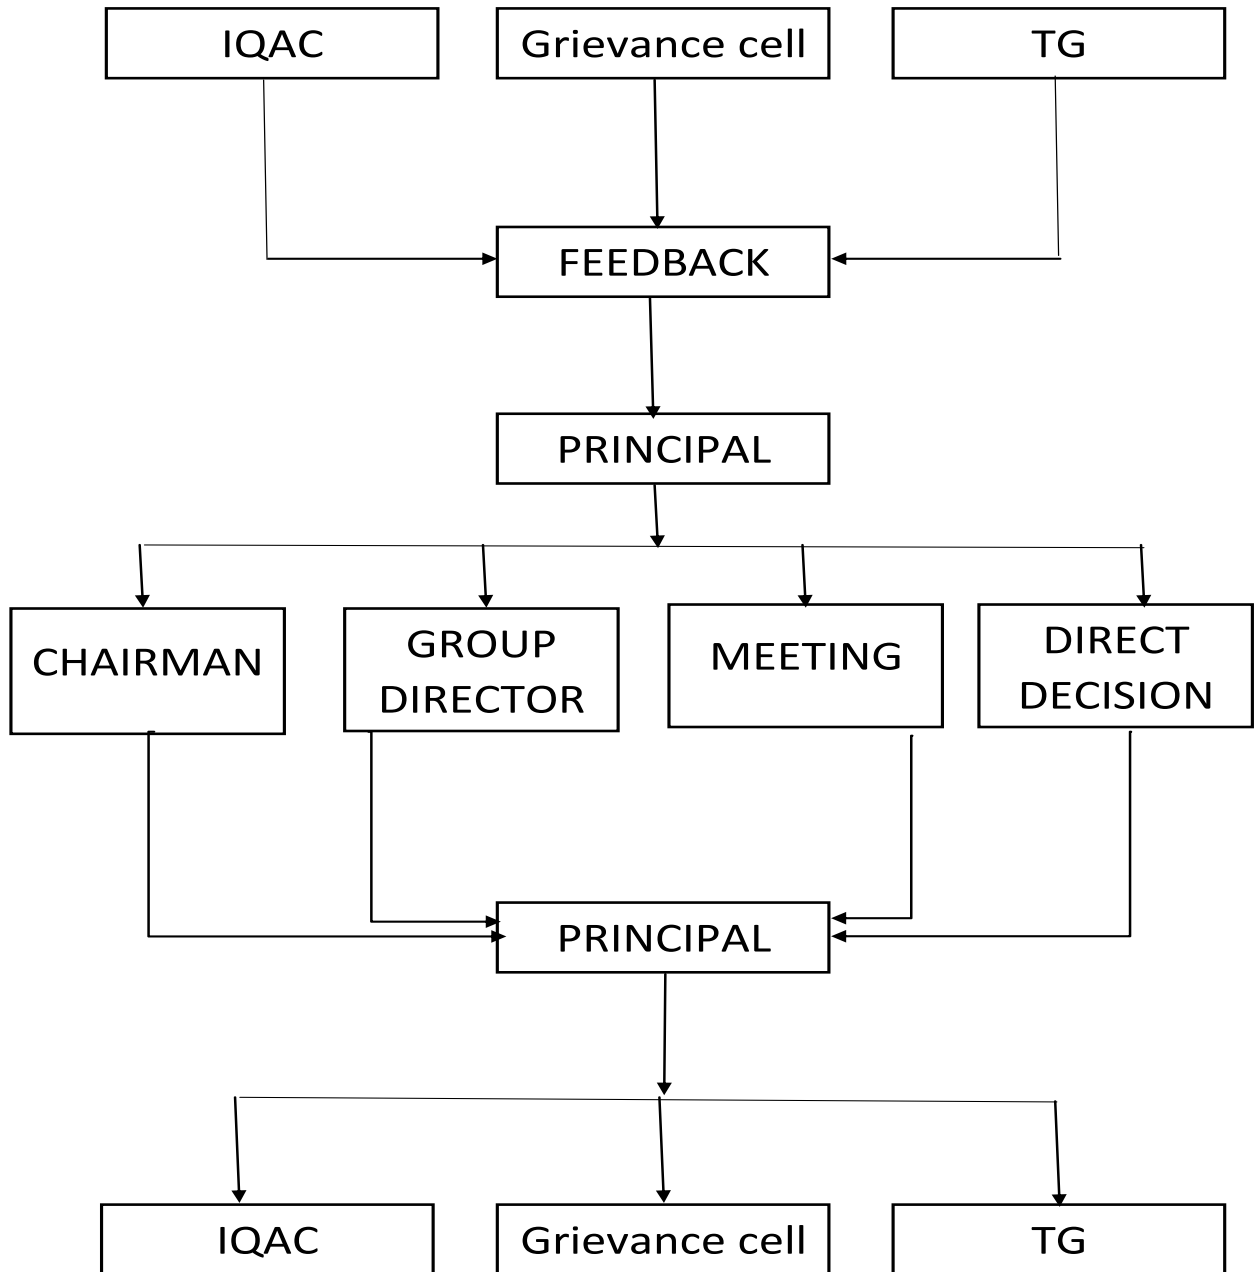 IQAC
Grievance cell
TG
FEEDBACK
PRINCIPAL
CHAIRMAN
GROUP
DIRECTOR
MEETING
DIRECT
DECISION
PRINCIPAL
IQAC
Grievance cell
TG